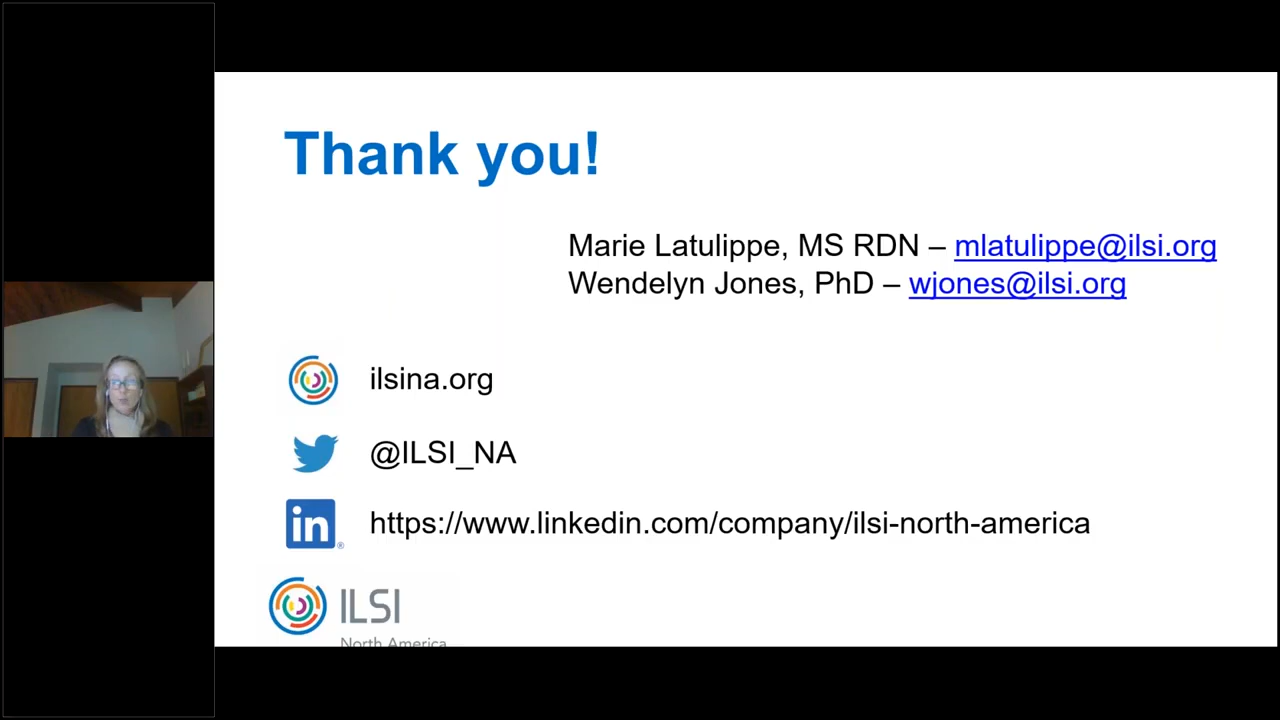 Thank you!
Marie Latulippe, MS RDN – mlatulippe@ilsi.org
Wendelyn Jones, PhD – wjones@ilsi.org
ilsina.org
@ILSI_NA
in®
https://www.linkedin.com/company/ilsi-north-america
ILSI
North America